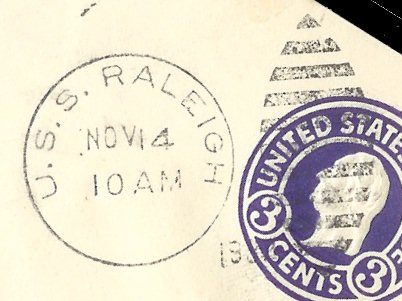 U.S.S. RALEIGH
NOV 14
10 AM
UNITED STATES
3 CENTS 3